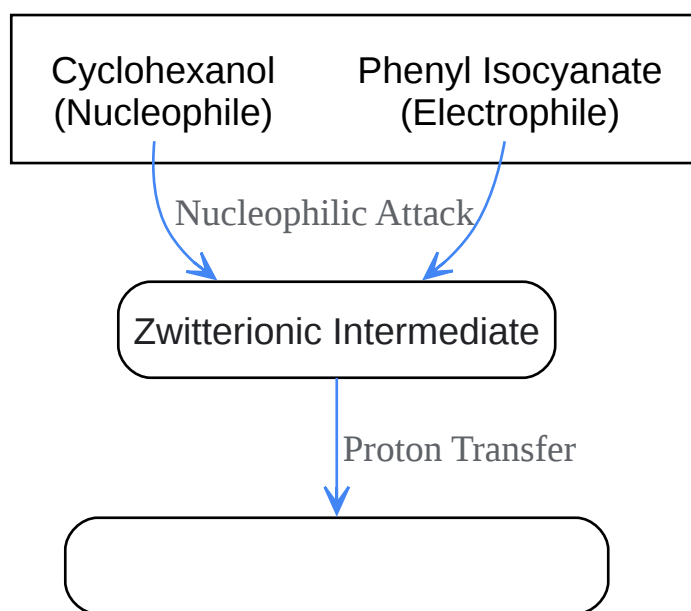 Cyclohexanol
(Nucleophile)
Phenyl Isocyanate
(Electrophile)
Nucleophilic Attack
Zwitterionic Intermediate
Proton Transfer